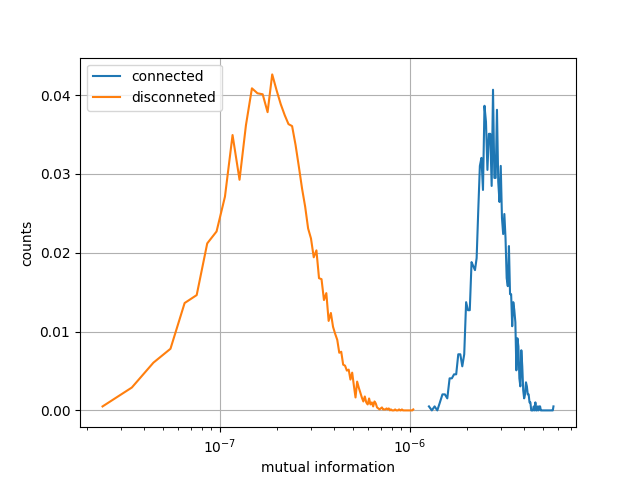 connected
disconneted
0.04
0.03
0.02
0.01
0.00
counts
10⁻⁷
10⁻⁶
mutual information